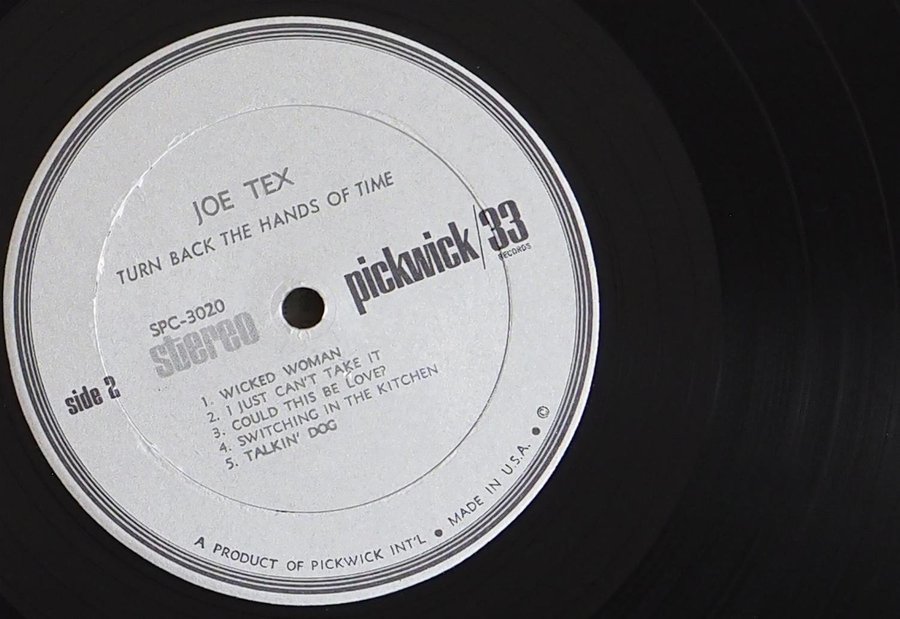 JOE TEX
TURN BACK THE HANDS OF TIME
pickwick/33
RECORDS
SPC-3020
stereo
side 2
1. WICKED WOMAN
2. I JUST CAN'T TAKE IT
3. COULD THIS BE LOVE?
4. SWITCHING IN THE KITCHEN
5. TALKIN' DOG
A PRODUCT OF PICKWICK INT'L • MADE IN U.S.A. • ©